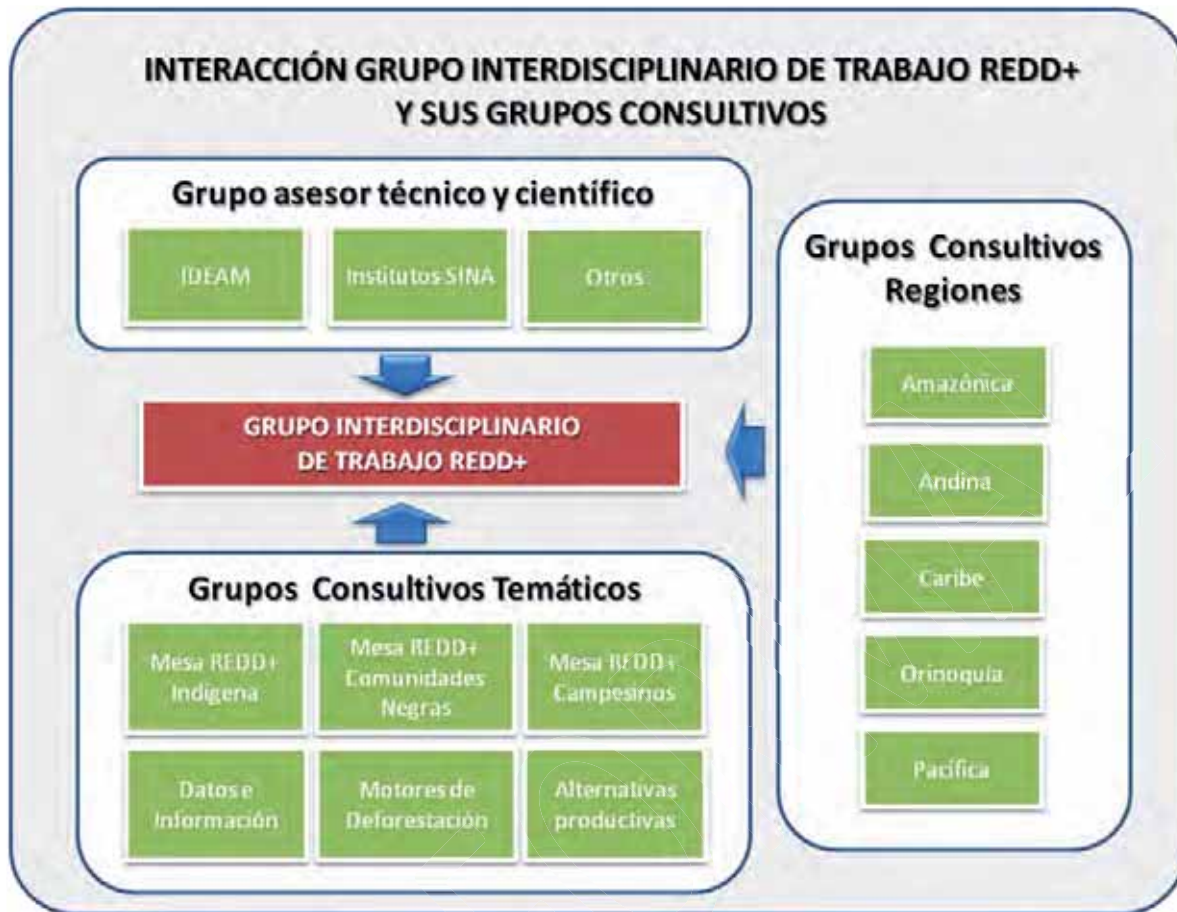 INTERACCIÓN GRUPO INTERDISCIPLINARIO DE TRABAJO REDD+
Y SUS GRUPOS CONSULTIVOS
Grupo asesor técnico y científico
IDEAM
Institutos SINA
Otros
GRUPO INTERDISCIPLINARIO
DE TRABAJO REDD+
Grupos Consultivos Temáticos
Mesa REDD+
Indígena
Mesa REDD+
Comunidades
Negras
Mesa REDD+
Campesinos
Datos e
Información
Motores de
Deforestación
Alternativas
productivas
Grupos Consultivos
Regiones
Amazónica
Andina
Caribe
Orinoquía
Pacífica